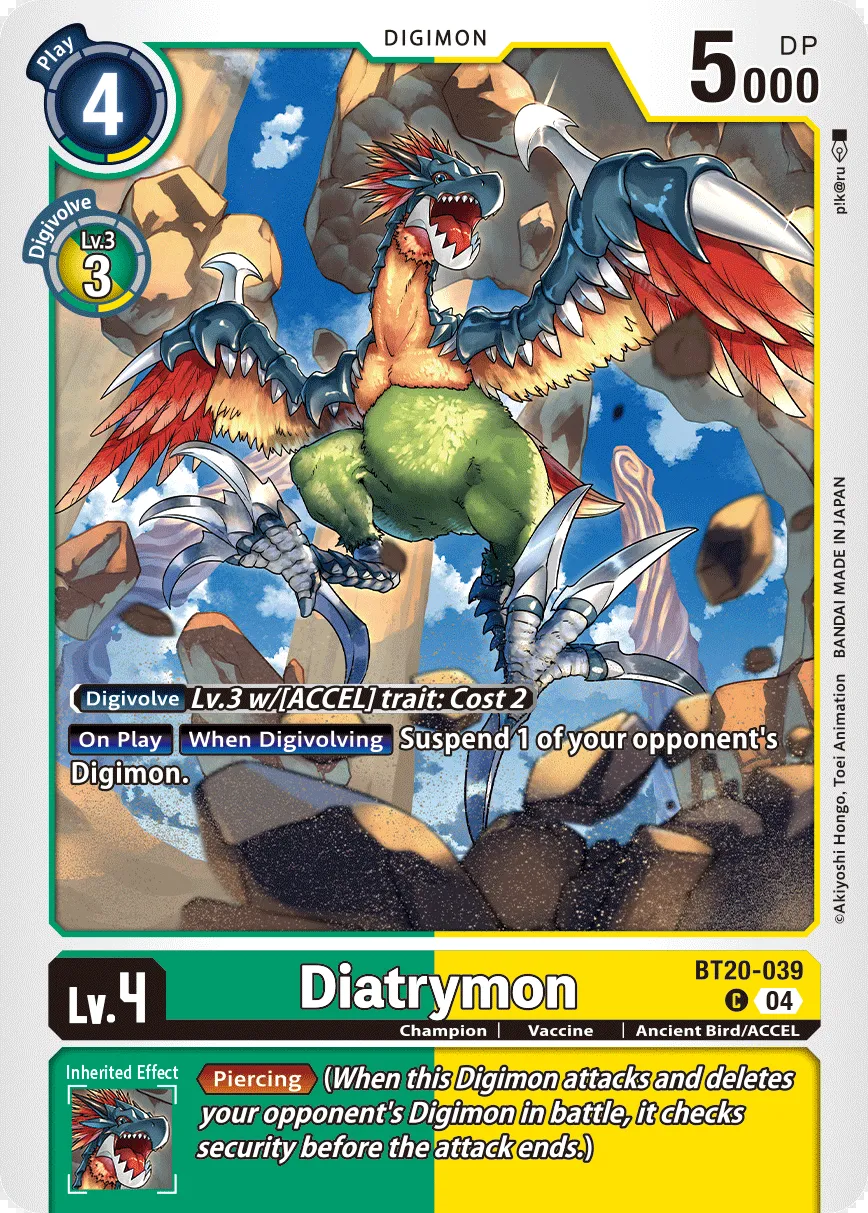 DIGIMON
Play
4
DP
5000
Digivolve
Lv.3
3
p!k@ru
Digivolve Lv.3 w/[ACCEL] trait: Cost 2
On Play When Digivolving Suspend 1 of your opponent's
Digimon.
©Akiyoshi Hongo, Toei Animation BANDAI MADE IN JAPAN
Lv.4
Diatrymon
BT20-039
C 04
Champion | Vaccine | Ancient Bird/ACCEL
Inherited Effect
Piercing (When this Digimon attacks and deletes
your opponent's Digimon in battle, it checks
security before the attack ends.)